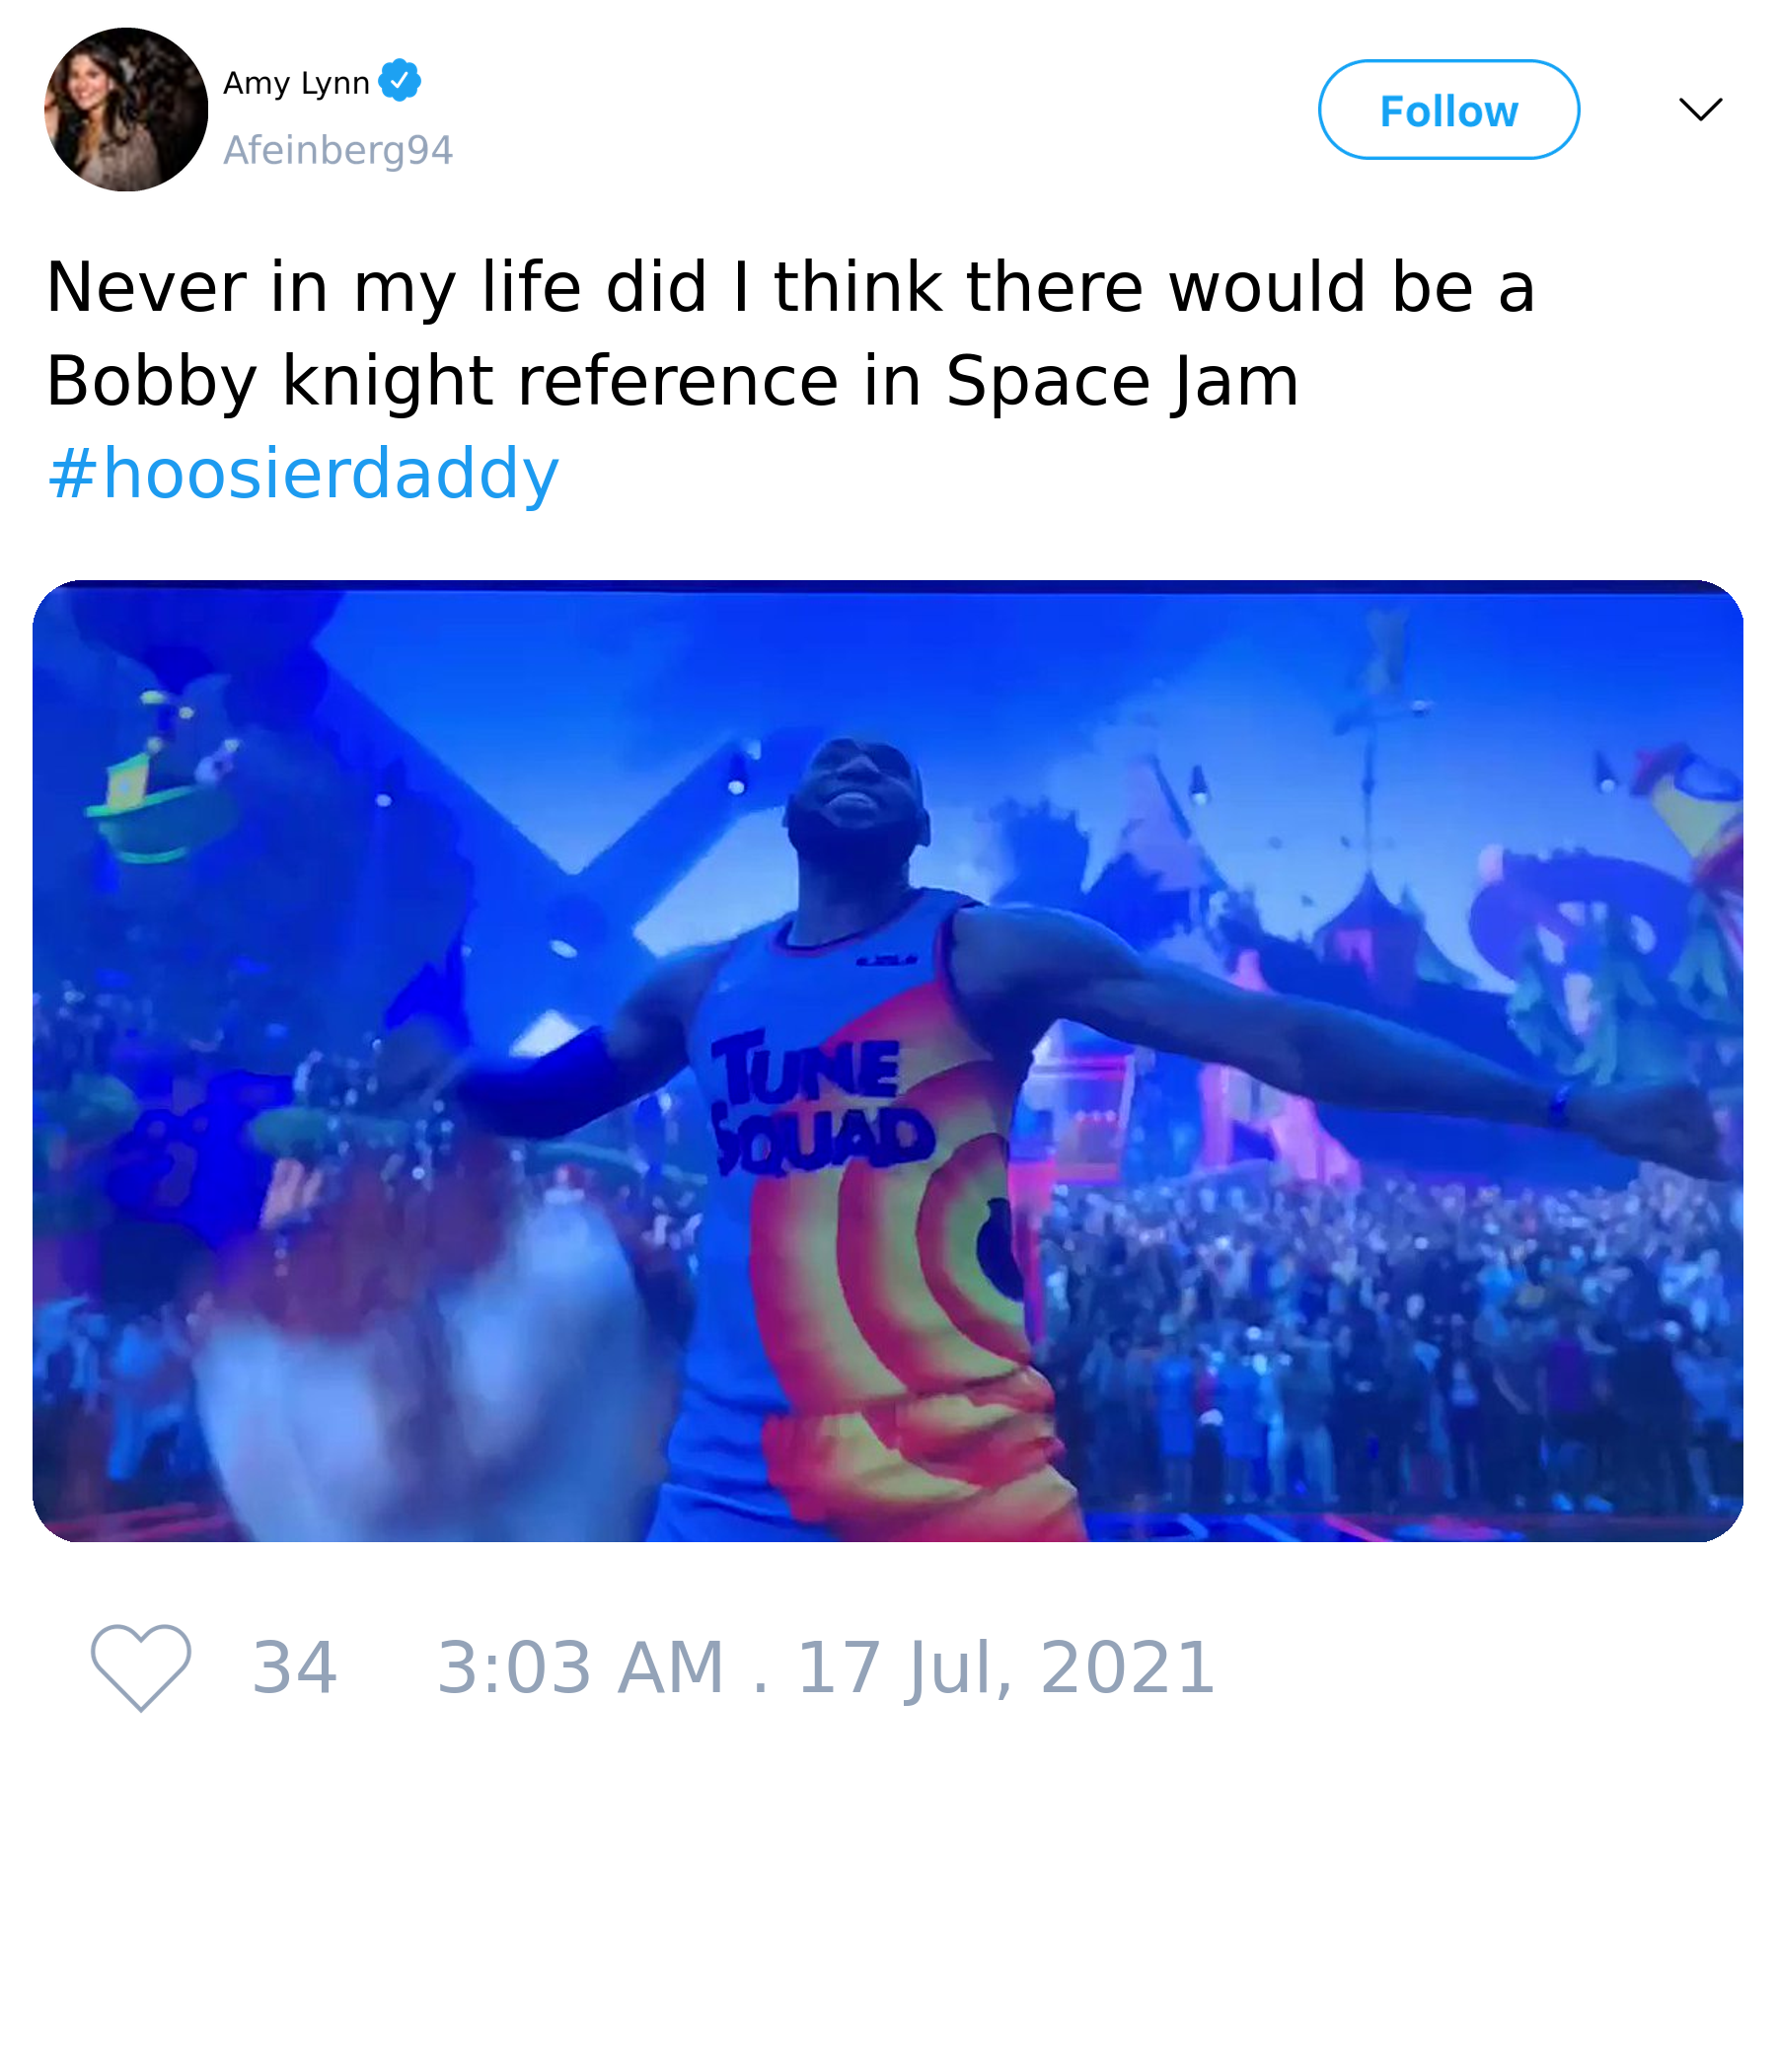 Amy Lynn
Afeinberg94
Follow
Never in my life did I think there would be a
Bobby knight reference in Space Jam
#hoosierdaddy
TUNE
SQUAD
34 3:03 AM . 17 Jul, 2021